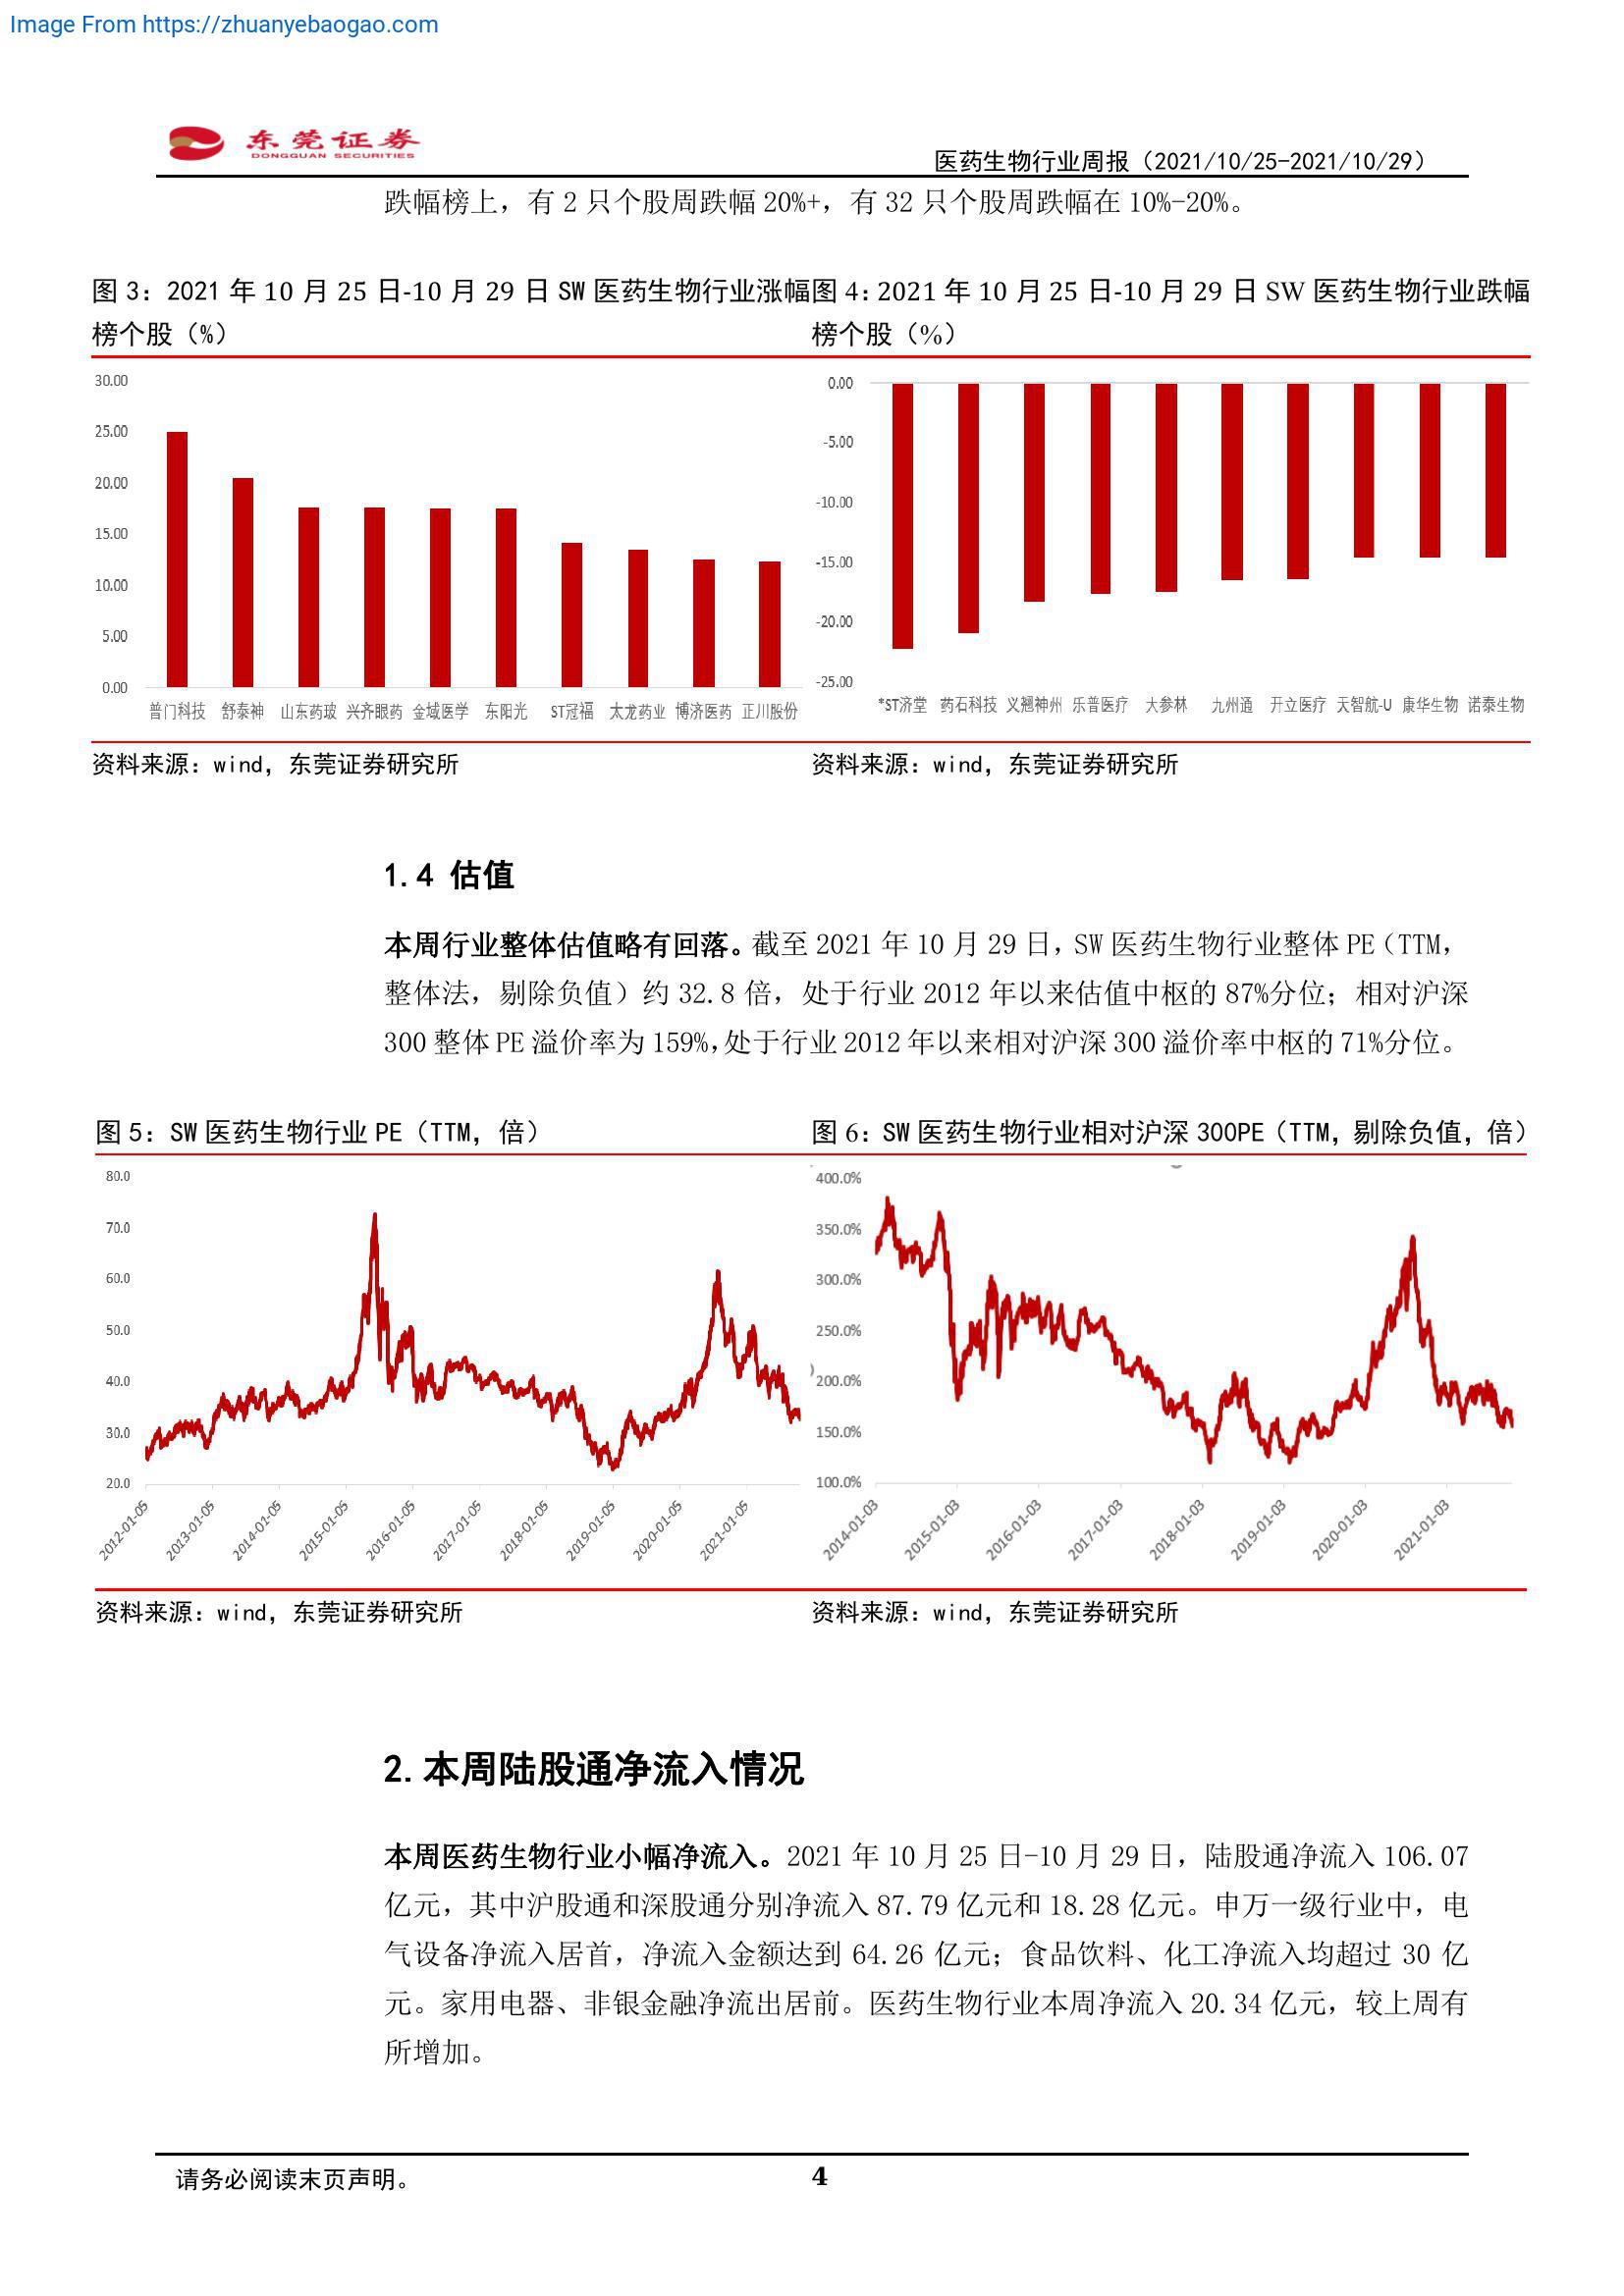 Image From https://zhuanyebaogao.com
东莞证券
DONGGUAN SECURITIES
医药生物行业周报（2021/10/25-2021/10/29）
跌幅榜上，有 2 只个股周跌幅 20%+，有 32 只个股周跌幅在 10%-20%。
图 3：2021 年 10 月 25 日-10 月 29 日 SW 医药生物行业涨幅
榜个股（%）
图 4：2021 年 10 月 25 日-10 月 29 日 SW 医药生物行业跌幅
榜个股（%）
30.00
25.00
20.00
15.00
10.00
5.00
0.00
普门科技 舒泰神 山东药玻 兴齐眼药 金域医学 东阳光 ST冠福 太龙药业 博济医药 正川股份
0.00
-5.00
-10.00
-15.00
-20.00
-25.00
*ST济堂 药石科技 义翘神州 乐普医疗 大参林 九州通 开立医疗 天智航-U 康华生物 诺泰生物
资料来源：wind，东莞证券研究所
资料来源：wind，东莞证券研究所
1.4 估值
本周行业整体估值略有回落。截至 2021 年 10 月 29 日，SW 医药生物行业整体 PE（TTM，
整体法，剔除负值）约 32.8 倍，处于行业 2012 年以来估值中枢的 87%分位；相对沪深
300 整体 PE 溢价率为 159%，处于行业 2012 年以来相对沪深 300 溢价率中枢的 71%分位。
图 5：SW 医药生物行业 PE（TTM，倍）
图 6：SW 医药生物行业相对沪深 300PE（TTM，剔除负值，倍）
80.0
70.0
60.0
50.0
40.0
30.0
20.0
2012-01-05 2013-01-05 2014-01-05 2015-01-05 2016-01-05 2017-01-05 2018-01-05 2019-01-05 2020-01-05 2021-01-05
400.0%
350.0%
300.0%
250.0%
200.0%
150.0%
100.0%
2014-01-03 2015-01-03 2016-01-03 2017-01-03 2018-01-03 2019-01-03 2020-01-03 2021-01-03
资料来源：wind，东莞证券研究所
资料来源：wind，东莞证券研究所
2.本周陆股通净流入情况
本周医药生物行业小幅净流入。2021 年 10 月 25 日-10 月 29 日，陆股通净流入 106.07
亿元，其中沪股通和深股通分别净流入 87.79 亿元和 18.28 亿元。申万一级行业中，电
气设备净流入居首，净流入金额达到 64.26 亿元；食品饮料、化工净流入均超过 30 亿
元。家用电器、非银金融净流出居前。医药生物行业本周净流入 20.34 亿元，较上周有
所增加。
请务必阅读末页声明。
4